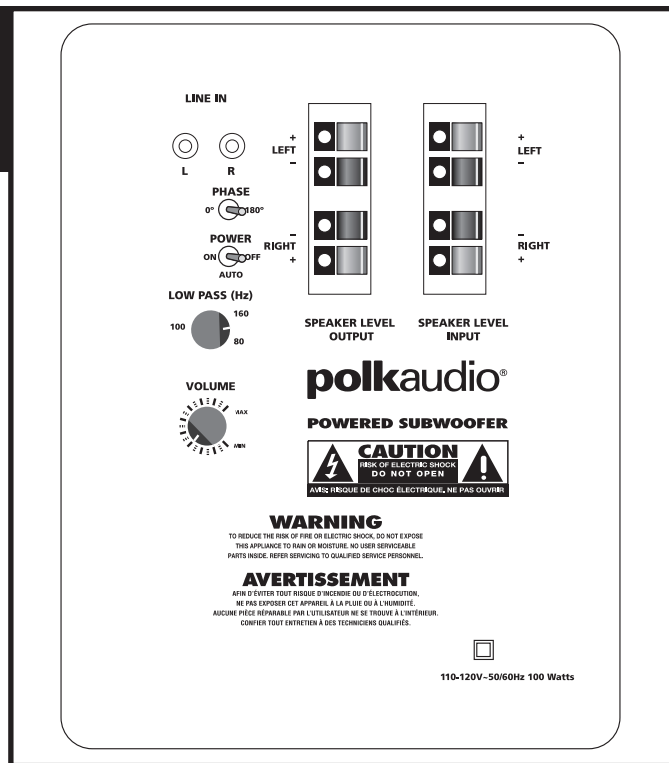 LINE IN
L R
PHASE
0° 180°
POWER
ON OFF
AUTO
LOW PASS (Hz)
160
100
80
VOLUME
MAX
MIN
+
LEFT
–
–
RIGHT
+
+
LEFT
–
–
RIGHT
+
SPEAKER LEVEL
OUTPUT
SPEAKER LEVEL
INPUT
polkaudio®
POWERED SUBWOOFER
CAUTION
RISK OF ELECTRIC SHOCK
DO NOT OPEN
AVIS: RISQUE DE CHOC ÉLECTRIQUE, NE PAS OUVRIR
WARNING
TO REDUCE THE RISK OF FIRE OR ELECTRIC SHOCK, DO NOT EXPOSE
THIS APPLIANCE TO RAIN OR MOISTURE. NO USER SERVICEABLE
PARTS INSIDE. REFER SERVICING TO QUALIFIED SERVICE PERSONNEL.
AVERTISSEMENT
AFIN D'ÉVITER TOUT RISQUE D'INCENDIE OU D'ÉLECTROCUTION,
NE PAS EXPOSER CET APPAREIL À LA PLUIE OU À L'HUMIDITÉ.
AUCUNE PIÈCE RÉPARABLE PAR L'UTILISATEUR NE SE TROUVE À L'INTÉRIEUR.
CONFIER TOUT ENTRETIEN À DES TECHNICIENS QUALIFIÉS.
110-120V~50/60Hz 100 Watts